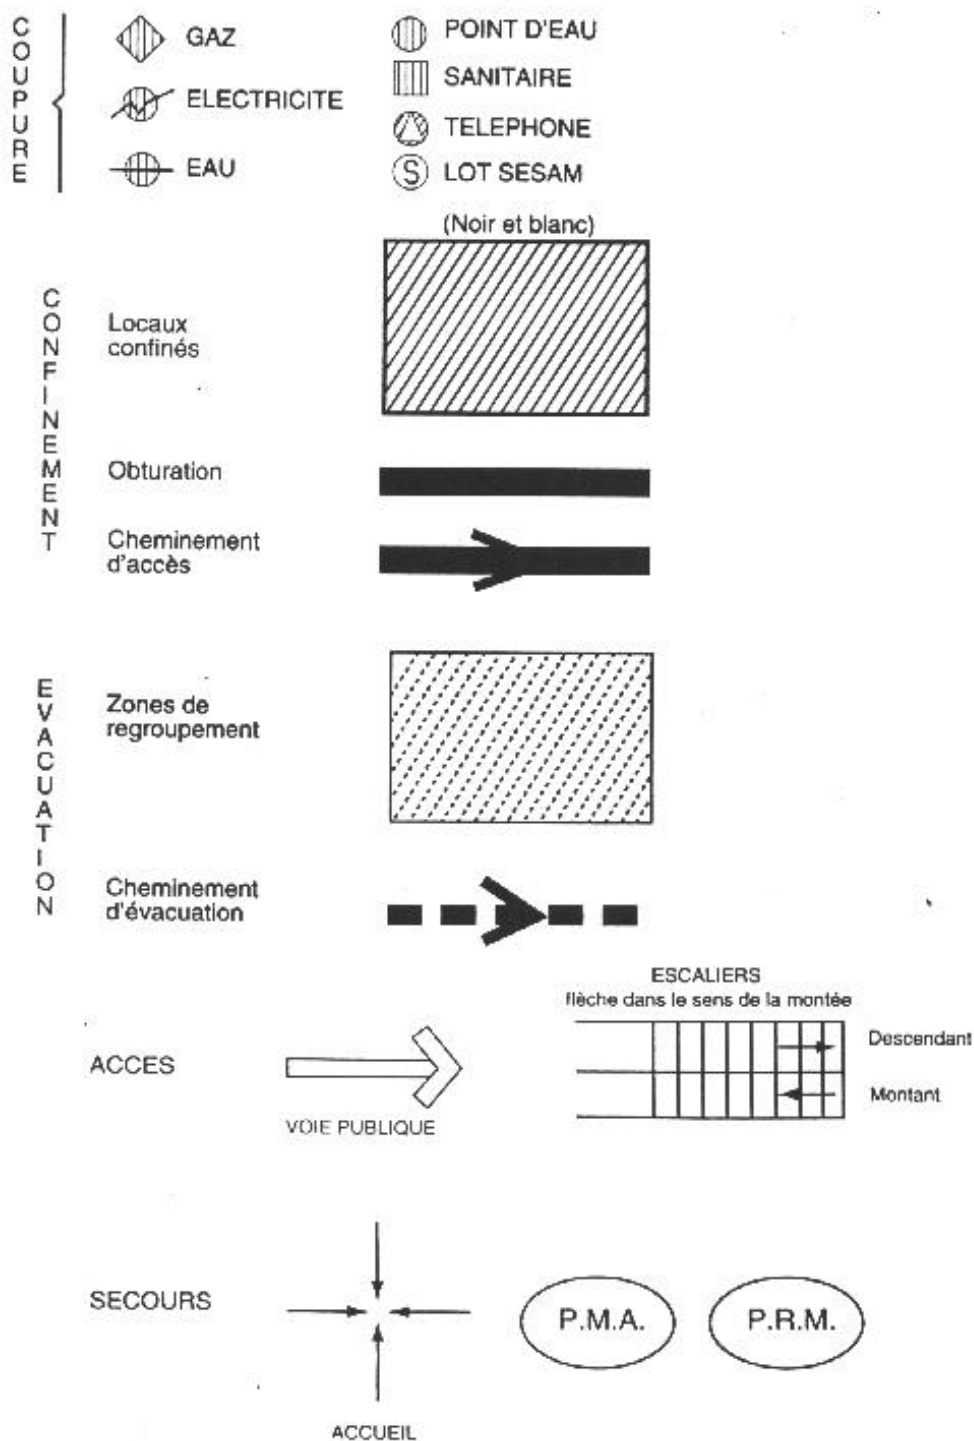 COUPURE
GAZ
ELECTRICITE
EAU
POINT D'EAU
SANITAIRE
TELEPHONE
S LOT SESAM
(Noir et blanc)
CONFINEMENT
Locaux
confinés
Obturation
Cheminement
d'accès
EVACUATION
Zones de
regroupement
Cheminement
d'évacuation
ESCALIERS
flèche dans le sens de la montée
Descendant
Montant
ACCES
VOIE PUBLIQUE
SECOURS
P.M.A.
P.R.M.
ACCUEIL